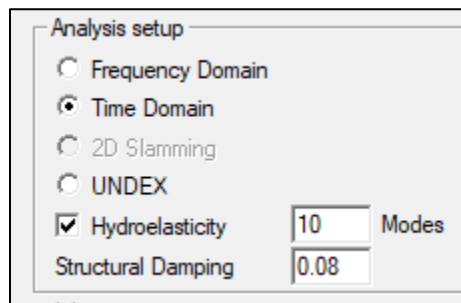 Analysis setup
Frequency Domain
Time Domain
2D Slamming
UNDEX
Hydroelasticity 10 Modes
Structural Damping 0.08